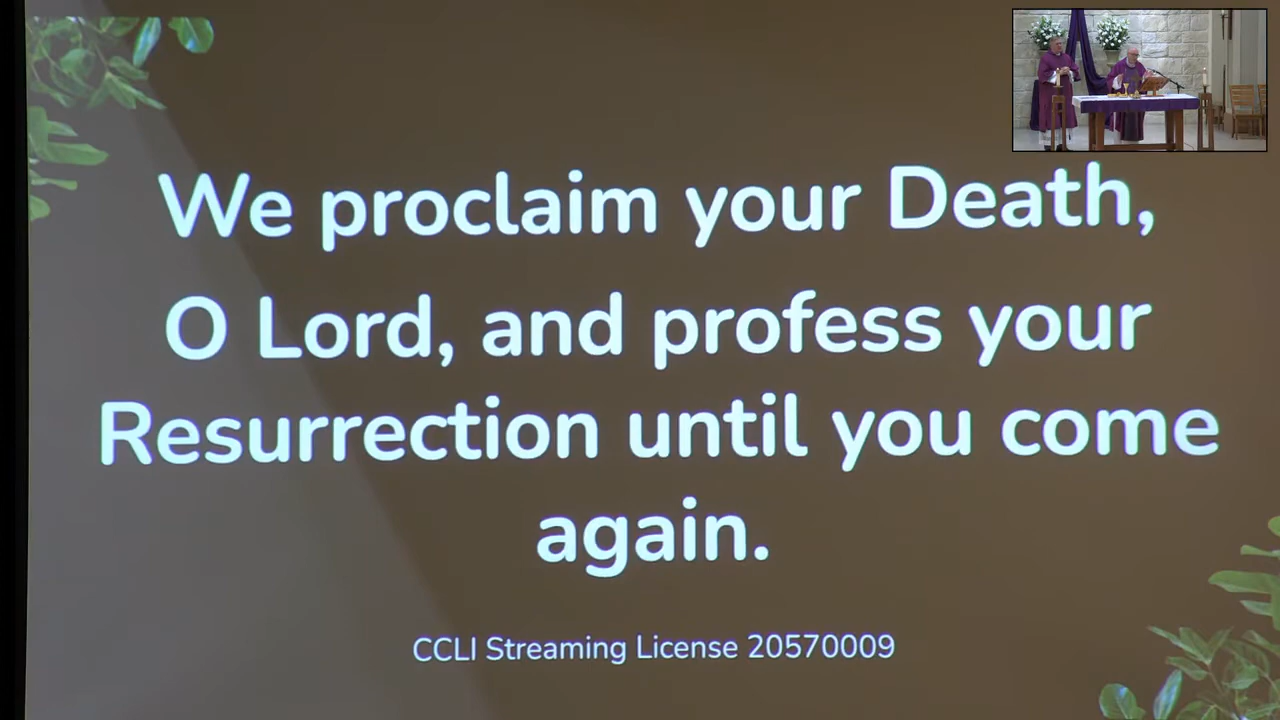 We proclaim your Death,
O Lord, and profess your
Resurrection until you come
again.
CCLI Streaming License 20570009